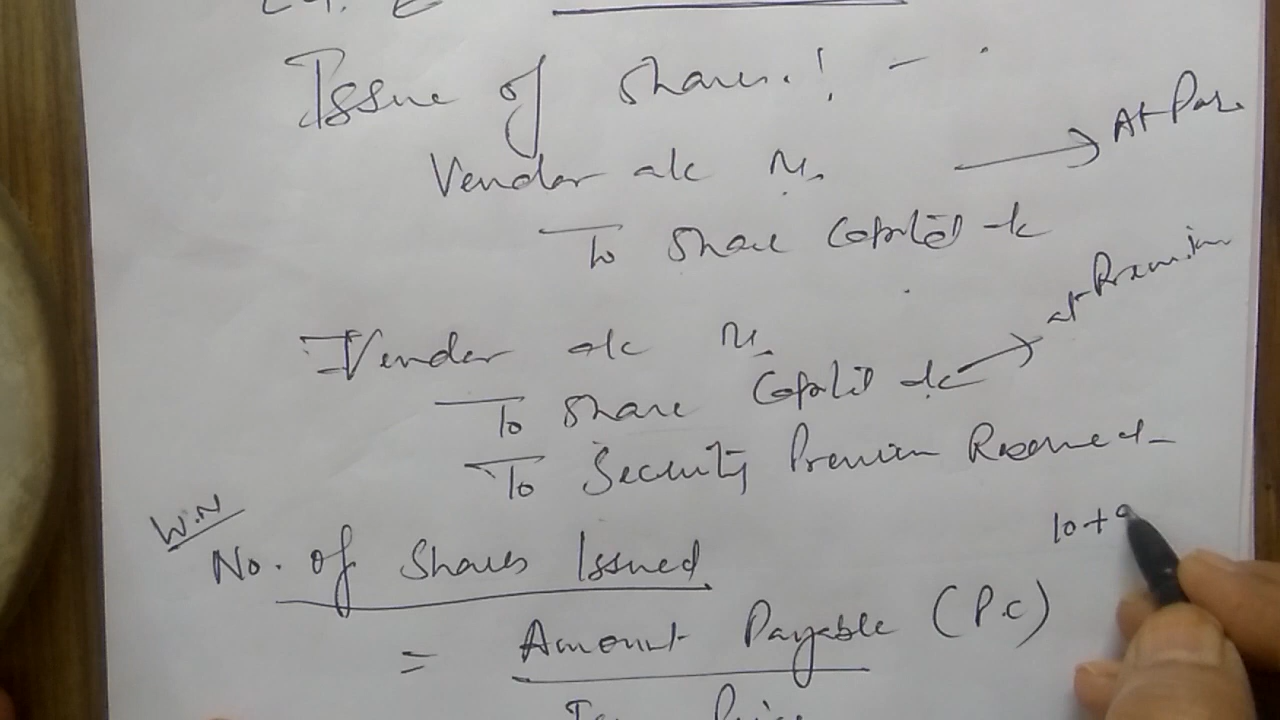 Issue of Shares: -
Vendor a/c Dr. → At Par
To Share Capital a/c
Vendor a/c Dr.
To Share Capital a/c → at Premium
To Security Premium Reserve a/c
W.N
No. of Shares Issued
10+
= Amount Payable (P.C)
Price